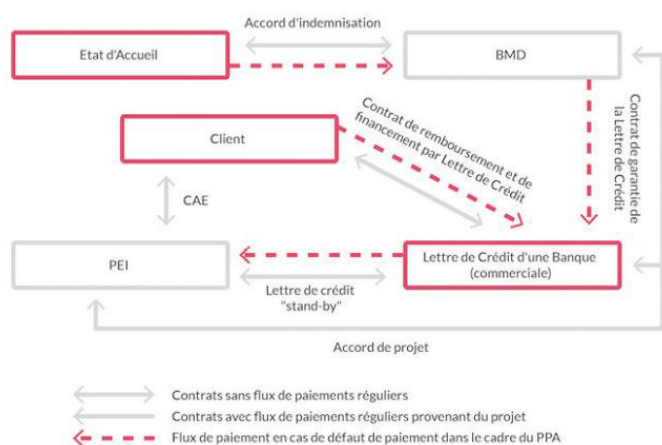 Accord d'indemnisation
Etat d'Accueil
BMD
Contrat de remboursement et de
financement par Lettre de Crédit
Contrat de garantie de
la Lettre de Crédit
Client
CAE
PEI
Lettre de Crédit d'une Banque
(commerciale)
Lettre de crédit
"stand-by"
Accord de projet
Contrats sans flux de paiements réguliers
Contrats avec flux de paiements réguliers provenant du projet
Flux de paiement en cas de défaut de paiement dans le cadre du PPA